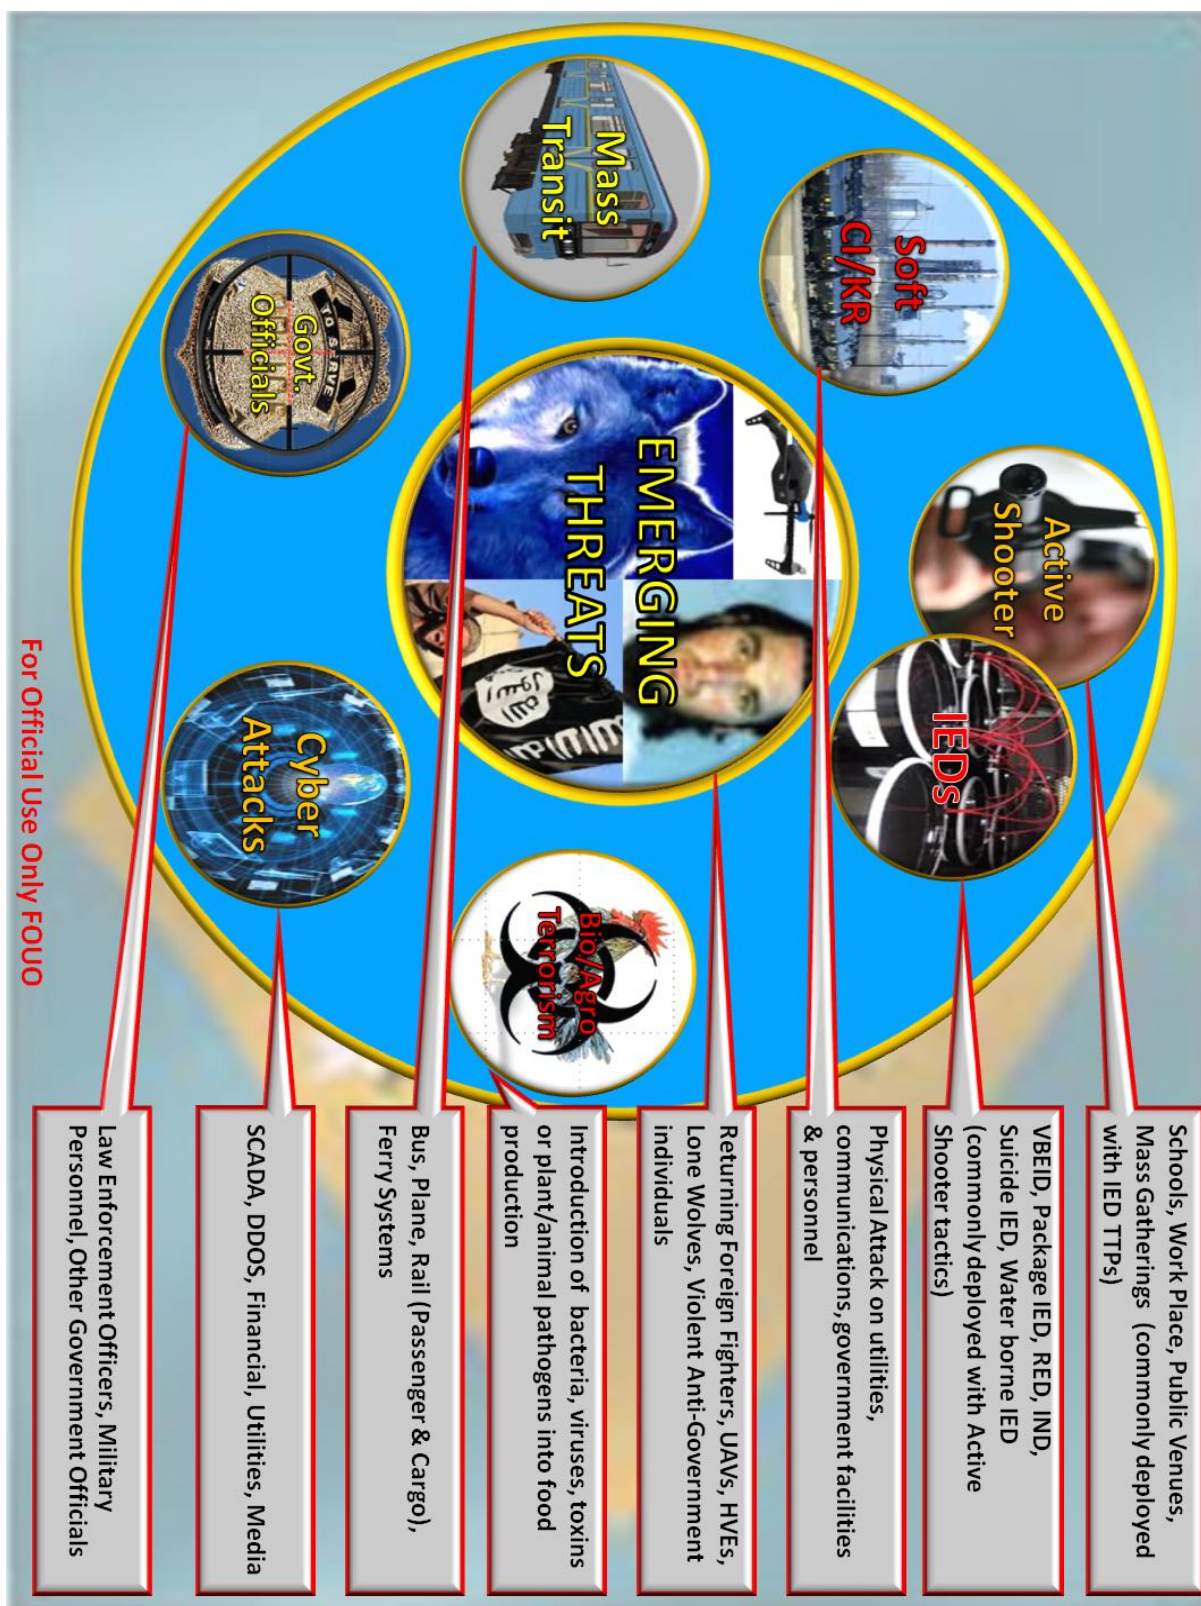 Active
Shooter
IEDs
Soft
CI/KR
Mass
Transit
EMERGING
THREATS
Bio/Agro
Terrorism
TO SERVE
Govt.
Officials
Cyber
Attacks
Schools, Work Place, Public Venues,
Mass Gatherings (commonly deployed
with IED TTPs)
VBEID, Package IED, RED, IND,
Suicide IED, Water borne IED
(commonly deployed with Active
Shooter tactics)
Physical Attack on utilities,
communications, government facilities
& personnel
Returning Foreign Fighters, UAVs, HVEs,
Lone Wolves, Violent Anti-Government
individuals
Introduction of bacteria, viruses, toxins
or plant/animal pathogens into food
production
Bus, Plane, Rail (Passenger & Cargo),
Ferry Systems
SCADA, DDOS, Financial, Utilities, Media
Law Enforcement Officers, Military
Personnel, Other Government Officials
For Official Use Only FOUO